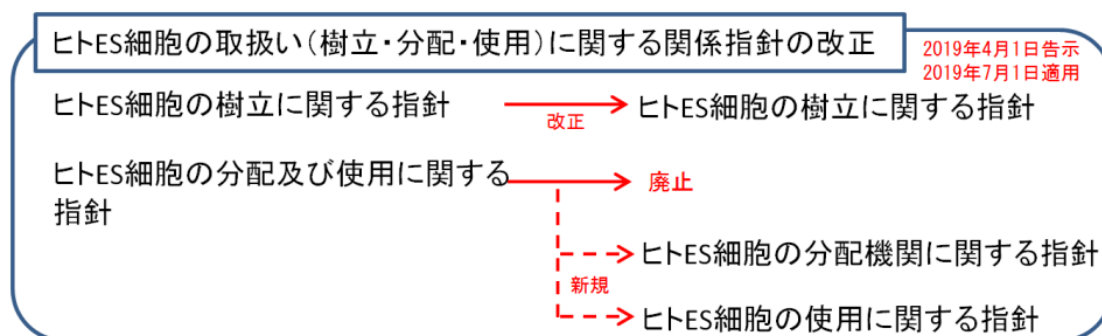 ヒトES細胞の取扱い(樹立・分配・使用)に関する関係指針の改正
2019年4月1日告示
2019年7月1日適用
ヒトES細胞の樹立に関する指針
改正
ヒトES細胞の樹立に関する指針
ヒトES細胞の分配及び使用に関する
指針
廃止
ヒトES細胞の分配機関に関する指針
新規
ヒトES細胞の使用に関する指針